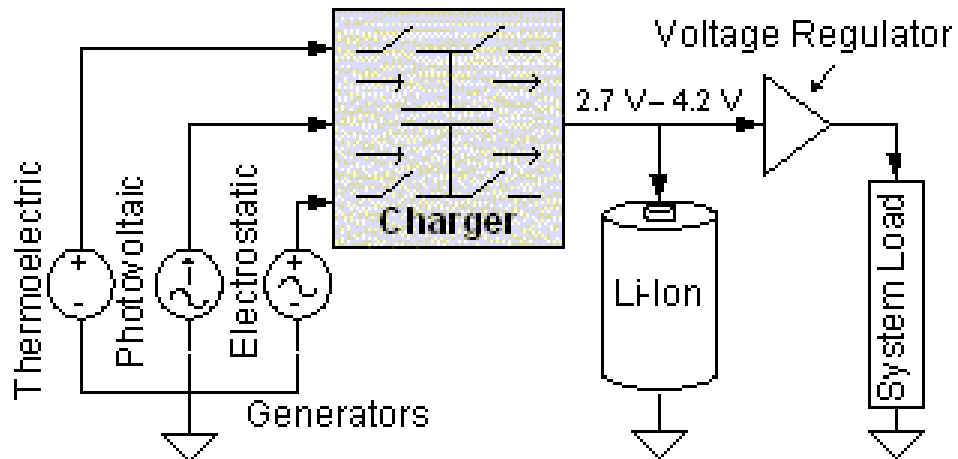 Voltage Regulator
2.7 V – 4.2 V
Charger
Thermoelectric
Photovoltaic
Electrostatic
Li-Ion
System Load
Generators